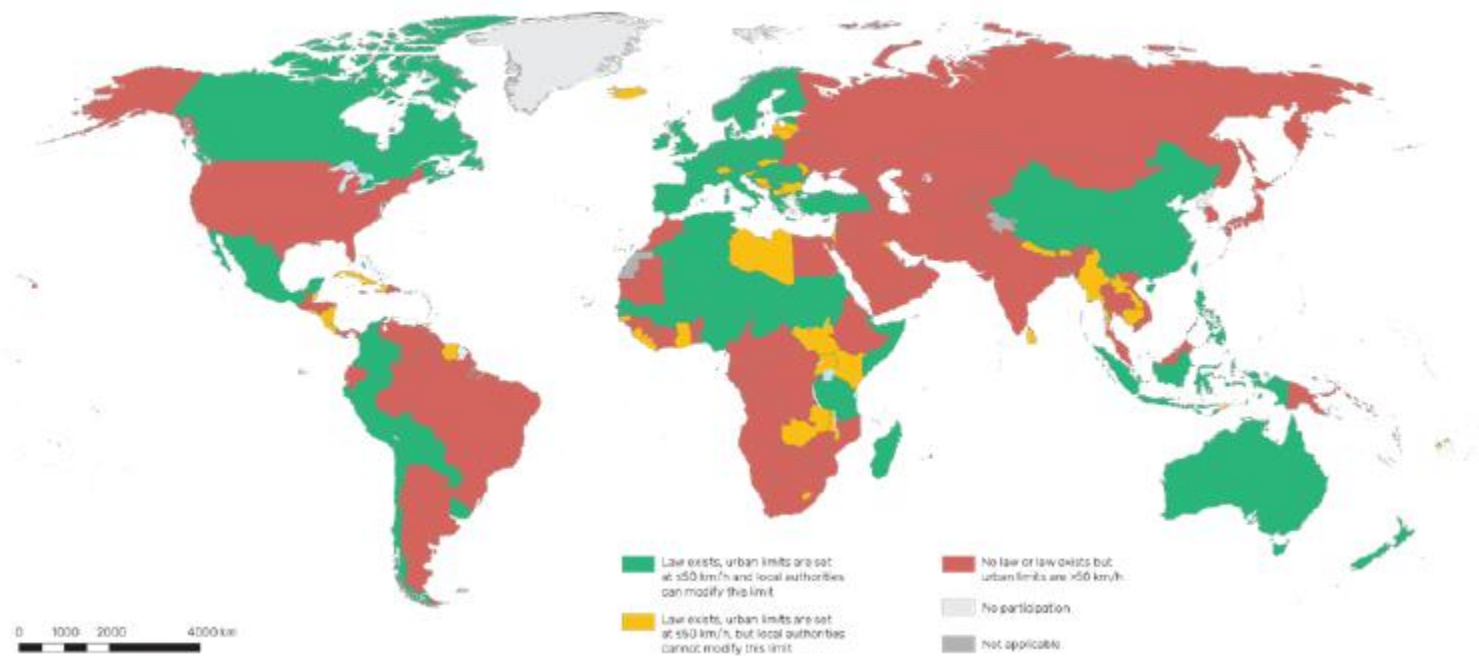 Law exists, urban limits are set
at ≤50 km/h and local authorities
can modify this limit
Law exists, urban limits are set
at ≤50 km/h, but local authorities
cannot modify this limit
No law or law exists but
urban limits are >50 km/h
No participation
Not applicable
0 1000 2000 4000 km